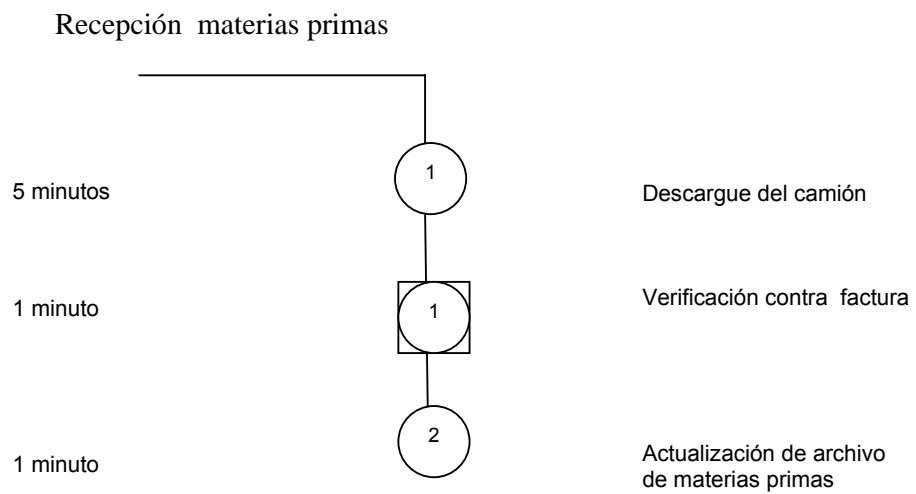 Recepción materias primas
5 minutos
1
Descargue del camión
1 minuto
1
Verificación contra factura
1 minuto
2
Actualización de archivo
de materias primas